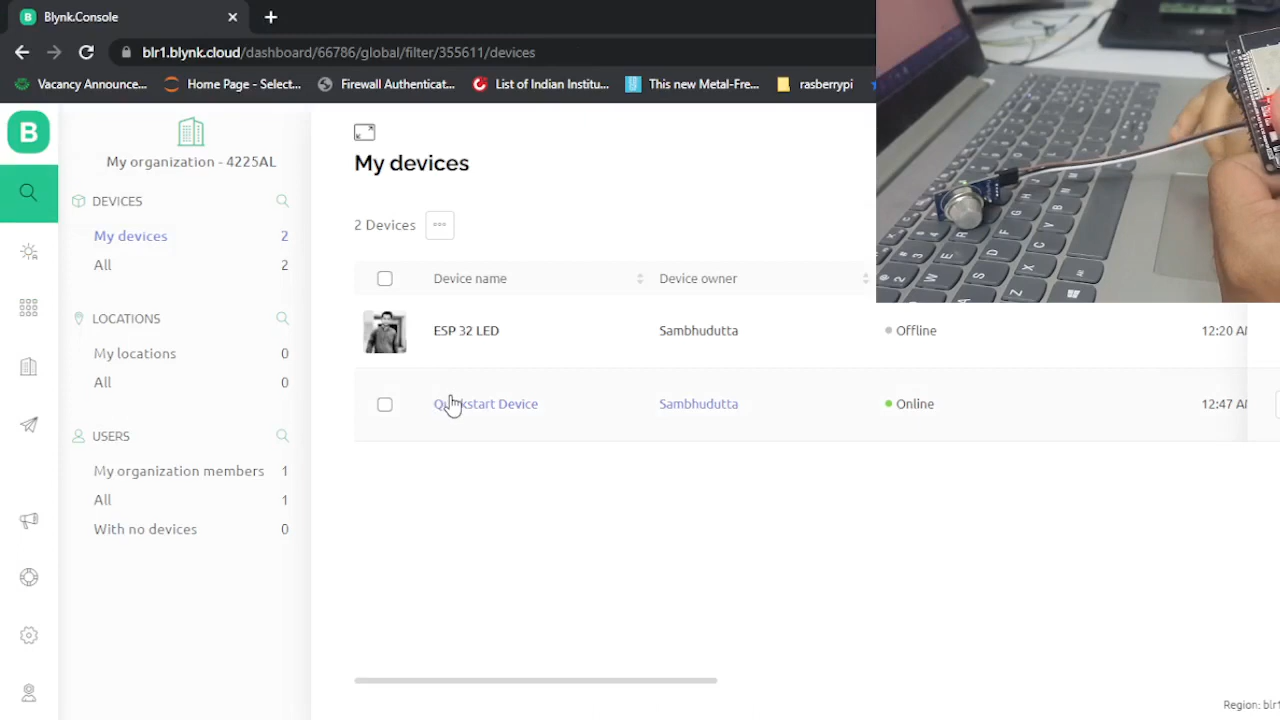 Blynk.Console
blr1.blynk.cloud/dashboard/66786/global/filter/355611/devices
Vacancy Announce... Home Page - Select... Firewall Authenticat... List of Indian Institu... This new Metal-Fre... rasberrypi
B
My organization - 4225AL
DEVICES
My devices 2
All 2
LOCATIONS
My locations 0
All 0
USERS
My organization members 1
All 1
With no devices 0
My devices
2 Devices
Device name Device owner
ESP 32 LED Sambhudutta Offline 12:20 A
Quickstart Device Sambhudutta Online 12:47 A
Region: blr1